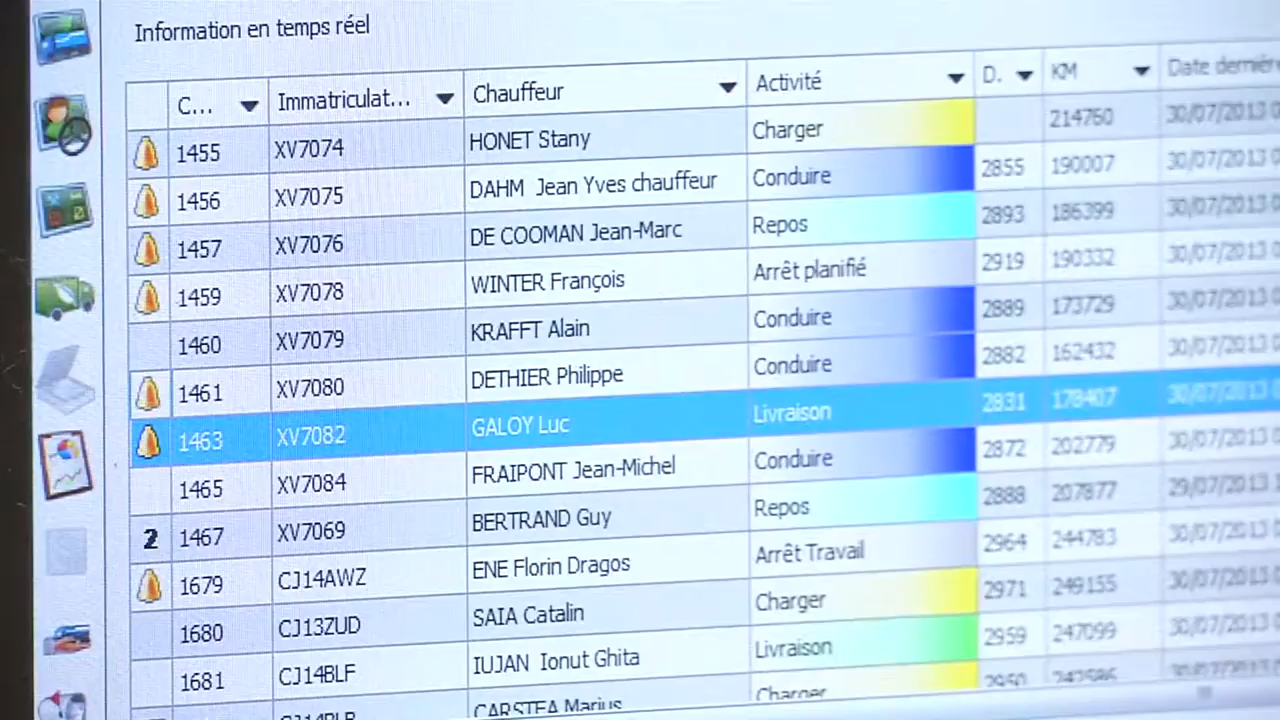 Information en temps réel
C... Immatriculat... Chauffeur Activité D. KM Date dernière
1455 XV7074 HONET Stany Charger 214760 30/07/2013
1456 XV7075 DAHM Jean Yves chauffeur Conduire 2855 190007 30/07/2013
1457 XV7076 DE COOMAN Jean-Marc Repos 2893 186399 30/07/2013
1459 XV7078 WINTER François Arrêt planifié 2919 190332 30/07/2013
1460 XV7079 KRAFFT Alain Conduire 2889 173729 30/07/2013
1461 XV7080 DETHIER Philippe Conduire 2882 162432 30/07/2013
1463 XV7082 GALOY Luc Livraison 2831 178407 30/07/2013
1465 XV7084 FRAIPONT Jean-Michel Conduire 2872 202779 30/07/2013
2 1467 XV7069 BERTRAND Guy Repos 2888 207877 29/07/2013
1679 CJ14AWZ ENE Florin Dragos Arrêt Travail 2964 244783 30/07/2013
1680 CJ13ZUD SAIA Catalin Charger 2971 249155 30/07/2013
1681 CJ14BLF IUJAN Ionut Ghita Livraison 2959 247099 30/07/2013
CARSTEA Marius Charger 2950